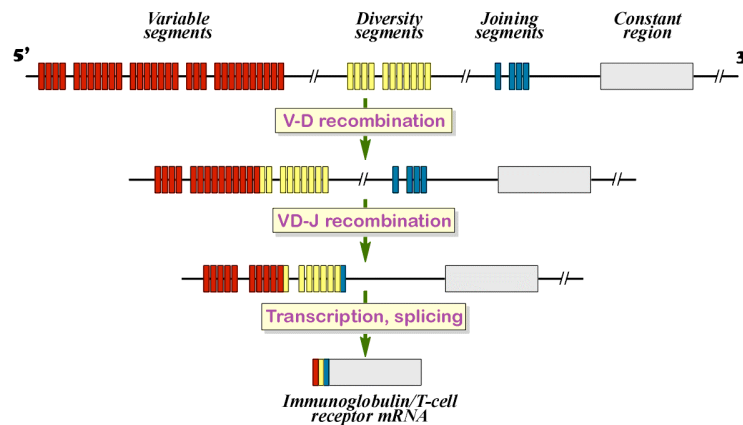 Variable
segments
Diversity
segments
Joining
segments
Constant
region
5'
3
V-D recombination
VD-J recombination
Transcription, splicing
Immunoglobulin/T-cell
receptor mRNA